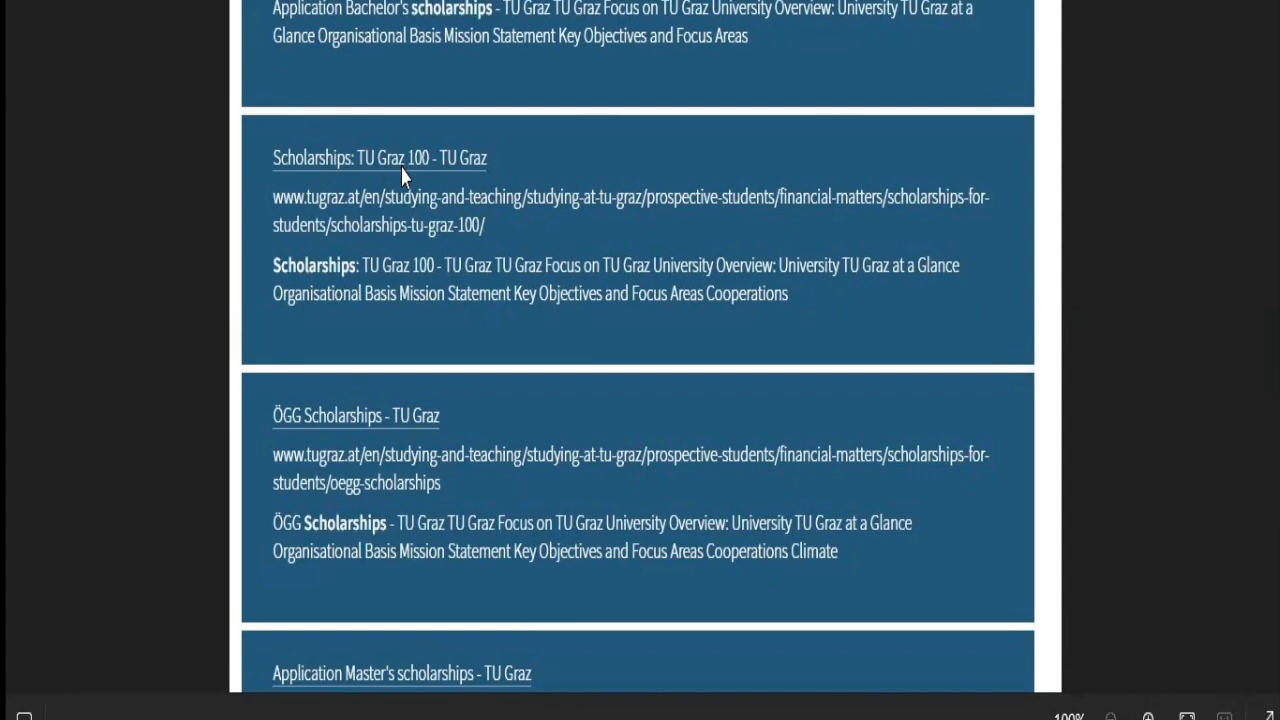 Application Bachelor's scholarships - TU Graz TU Graz Focus on TU Graz University Overview: University TU Graz at a
Glance Organisational Basis Mission Statement Key Objectives and Focus Areas
Scholarships: TU Graz 100 - TU Graz
www.tugraz.at/en/studying-and-teaching/studying-at-tu-graz/prospective-students/financial-matters/scholarships-for-
students/scholarships-tu-graz-100/
Scholarships: TU Graz 100 - TU Graz TU Graz Focus on TU Graz University Overview: University TU Graz at a Glance
Organisational Basis Mission Statement Key Objectives and Focus Areas Cooperations
ÖGG Scholarships - TU Graz
www.tugraz.at/en/studying-and-teaching/studying-at-tu-graz/prospective-students/financial-matters/scholarships-for-
students/oegg-scholarships
ÖGG Scholarships - TU Graz TU Graz Focus on TU Graz University Overview: University TU Graz at a Glance
Organisational Basis Mission Statement Key Objectives and Focus Areas Cooperations Climate
Application Master's scholarships - TU Graz
100%